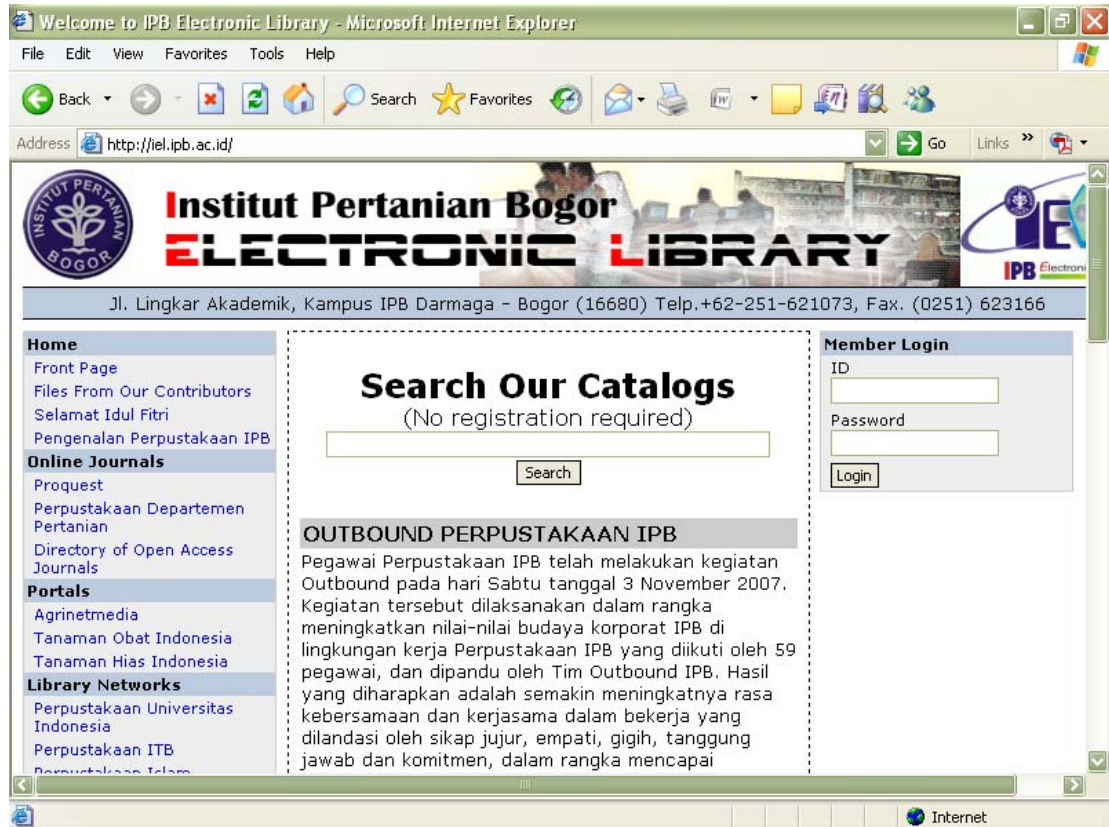 Welcome to IPB Electronic Library - Microsoft Internet Explorer
File Edit View Favorites Tools Help
Back Search Favorites
Address http://iel.ipb.ac.id/ Go Links »
INSTITUT PERTANIAN BOGOR
Institut Pertanian Bogor
ELECTRONIC LIBRARY
IPB Electroni
Jl. Lingkar Akademik, Kampus IPB Darmaga - Bogor (16680) Telp.+62-251-621073, Fax. (0251) 623166
Home
Front Page
Files From Our Contributors
Selamat Idul Fitri
Pengenalan Perpustakaan IPB
Online Journals
Proquest
Perpustakaan Departemen
Pertanian
Directory of Open Access
Journals
Portals
Agrinetmedia
Tanaman Obat Indonesia
Tanaman Hias Indonesia
Library Networks
Perpustakaan Universitas
Indonesia
Perpustakaan ITB
Perpustakaan Islam
Search Our Catalogs
(No registration required)
Search
OUTBOUND PERPUSTAKAAN IPB
Pegawai Perpustakaan IPB telah melakukan kegiatan
Outbound pada hari Sabtu tanggal 3 November 2007.
Kegiatan tersebut dilaksanakan dalam rangka
meningkatkan nilai-nilai budaya korporat IPB di
lingkungan kerja Perpustakaan IPB yang diikuti oleh 59
pegawai, dan dipandu oleh Tim Outbound IPB. Hasil
yang diharapkan adalah semakin meningkatnya rasa
kebersamaan dan kerjasama dalam bekerja yang
dilandasi oleh sikap jujur, empati, gigih, tanggung
jawab dan komitmen, dalam rangka mencapai
Member Login
ID
Password
Login
Internet